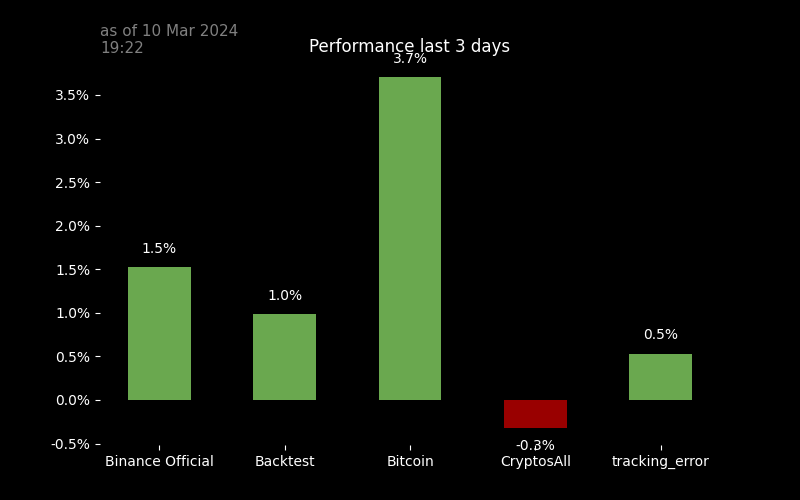 as of 10 Mar 2024
19:22
Performance last 3 days
3.7%
3.5%
3.0%
2.5%
2.0%
1.5%
1.5%
1.0%
1.0%
0.5%
0.5%
0.0%
-0.5%
-0.3%
Binance Official
Backtest
Bitcoin
CryptosAll
tracking_error